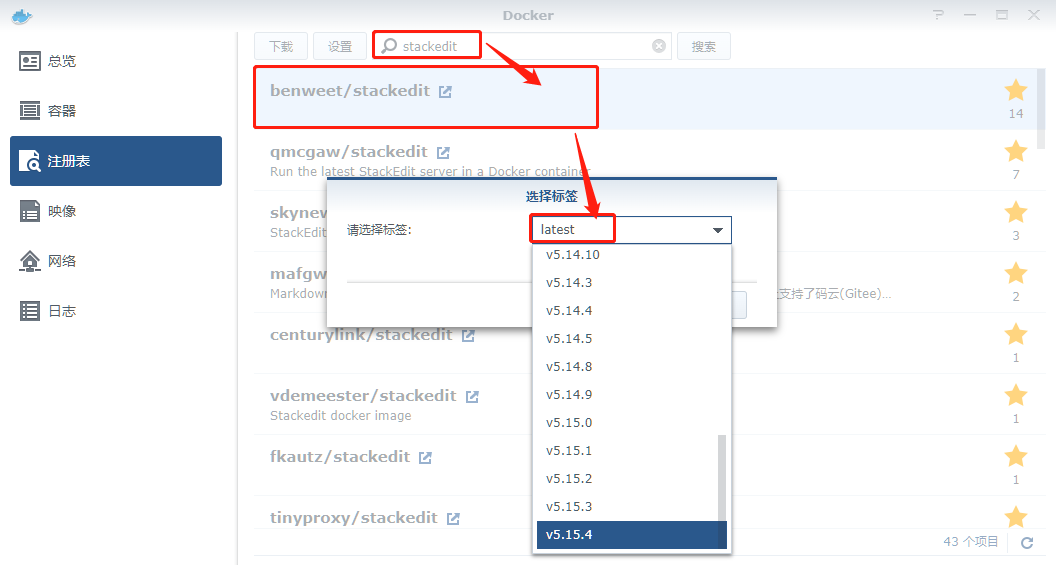 Docker
总览
容器
注册表
映像
网络
日志
下载
设置
stackedit
搜索
benweet/stackedit
14
qmcgaw/stackedit
Run the latest StackEdit server in a Docker container
7
skynew
StackEdit
3
mafgw
Markdown
支持了码云(Gitee)...
2
centurylink/stackedit
1
vdemeester/stackedit
Stackedit docker image
1
fkautz/stackedit
1
tinyproxy/stackedit
43 个项目
选择标签
请选择标签:
latest
v5.14.10
v5.14.3
v5.14.4
v5.14.5
v5.14.8
v5.14.9
v5.15.0
v5.15.1
v5.15.2
v5.15.3
v5.15.4